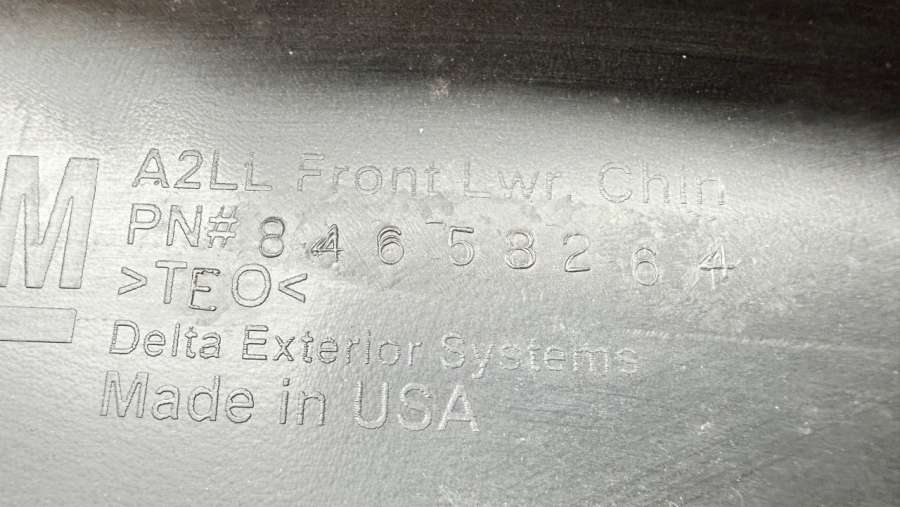 M
A2LL Front Lwr. Chin
PN# 84658264
>TEO<
Delta Exterior Systems
Made in USA